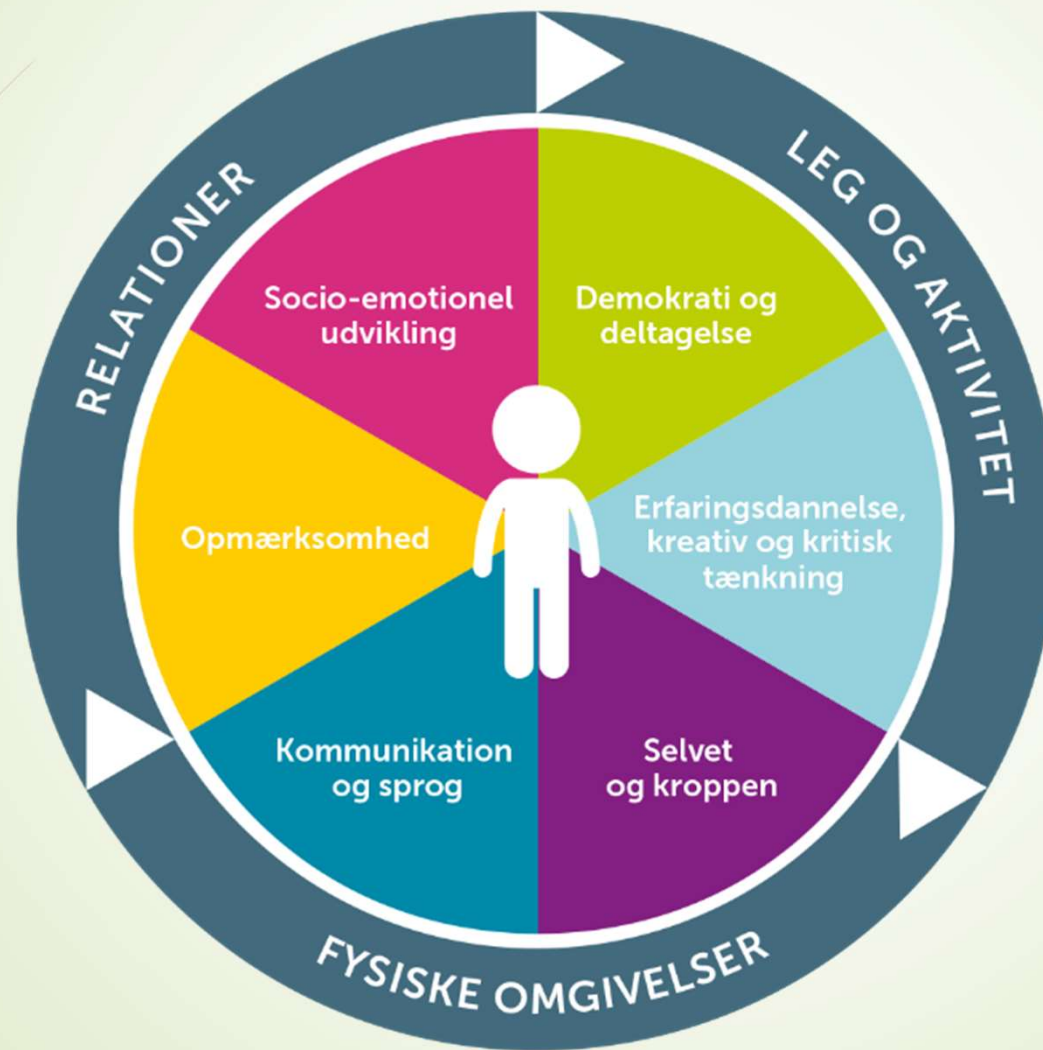 RELATIONER
LEG OG AKTIVITET
Socio-emotionel
udvikling
Demokrati og
deltagelse
Opmærksomhed
Erfaringsdannelse,
kreativ og kritisk
tænkning
Kommunikation
og sprog
Selvet
og kroppen
FYSISKE OMGIVELSER